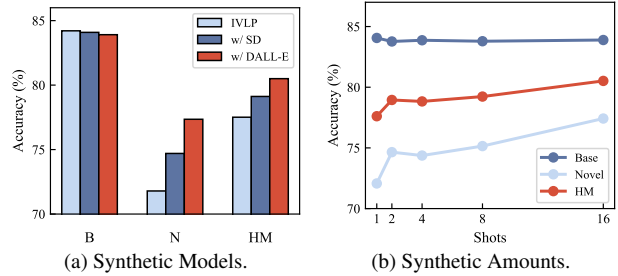 Accuracy (%)
85
80
75
70
IVLP
w/ SD
w/ DALL-E
B
N
HM
(a) Synthetic Models.
Accuracy (%)
90
85
80
75
70
Base
Novel
HM
1
2
4
8
16
Shots
(b) Synthetic Amounts.